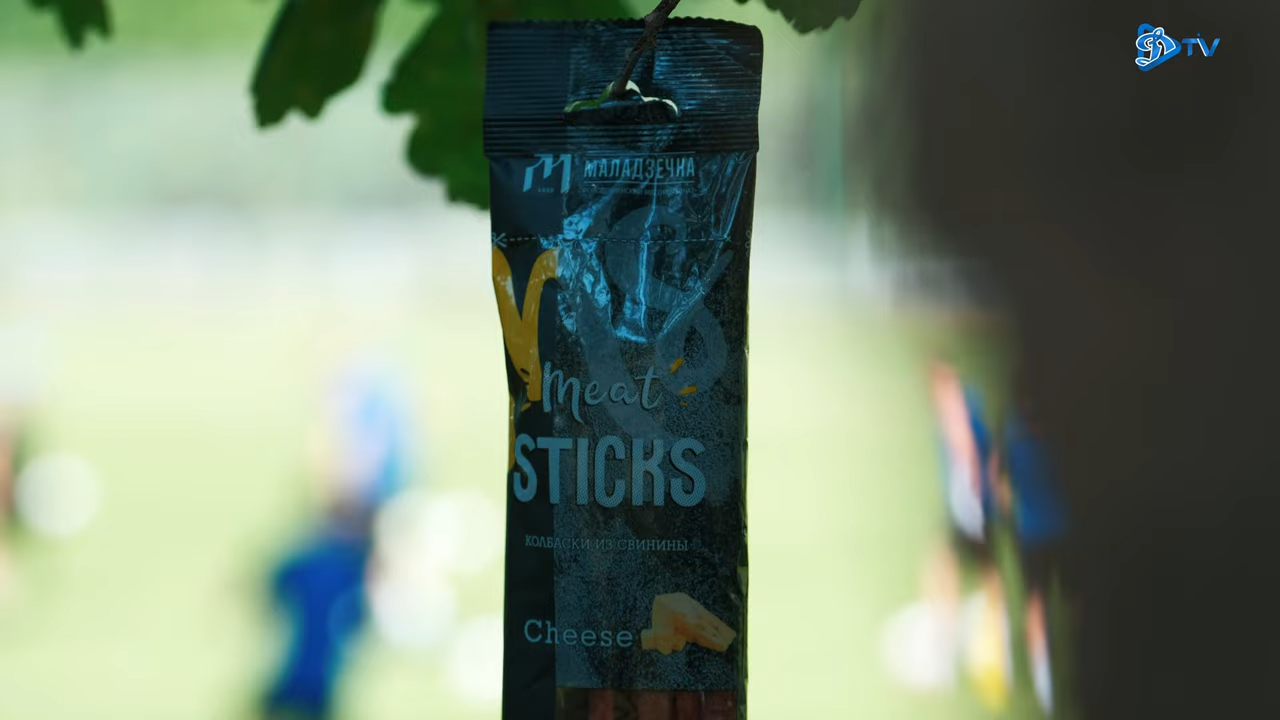 TV
МАЛАДЗЕЧНА
Meat
STICKS
КОЛБАСКИ ИЗ СВИНИНЫ
Cheese